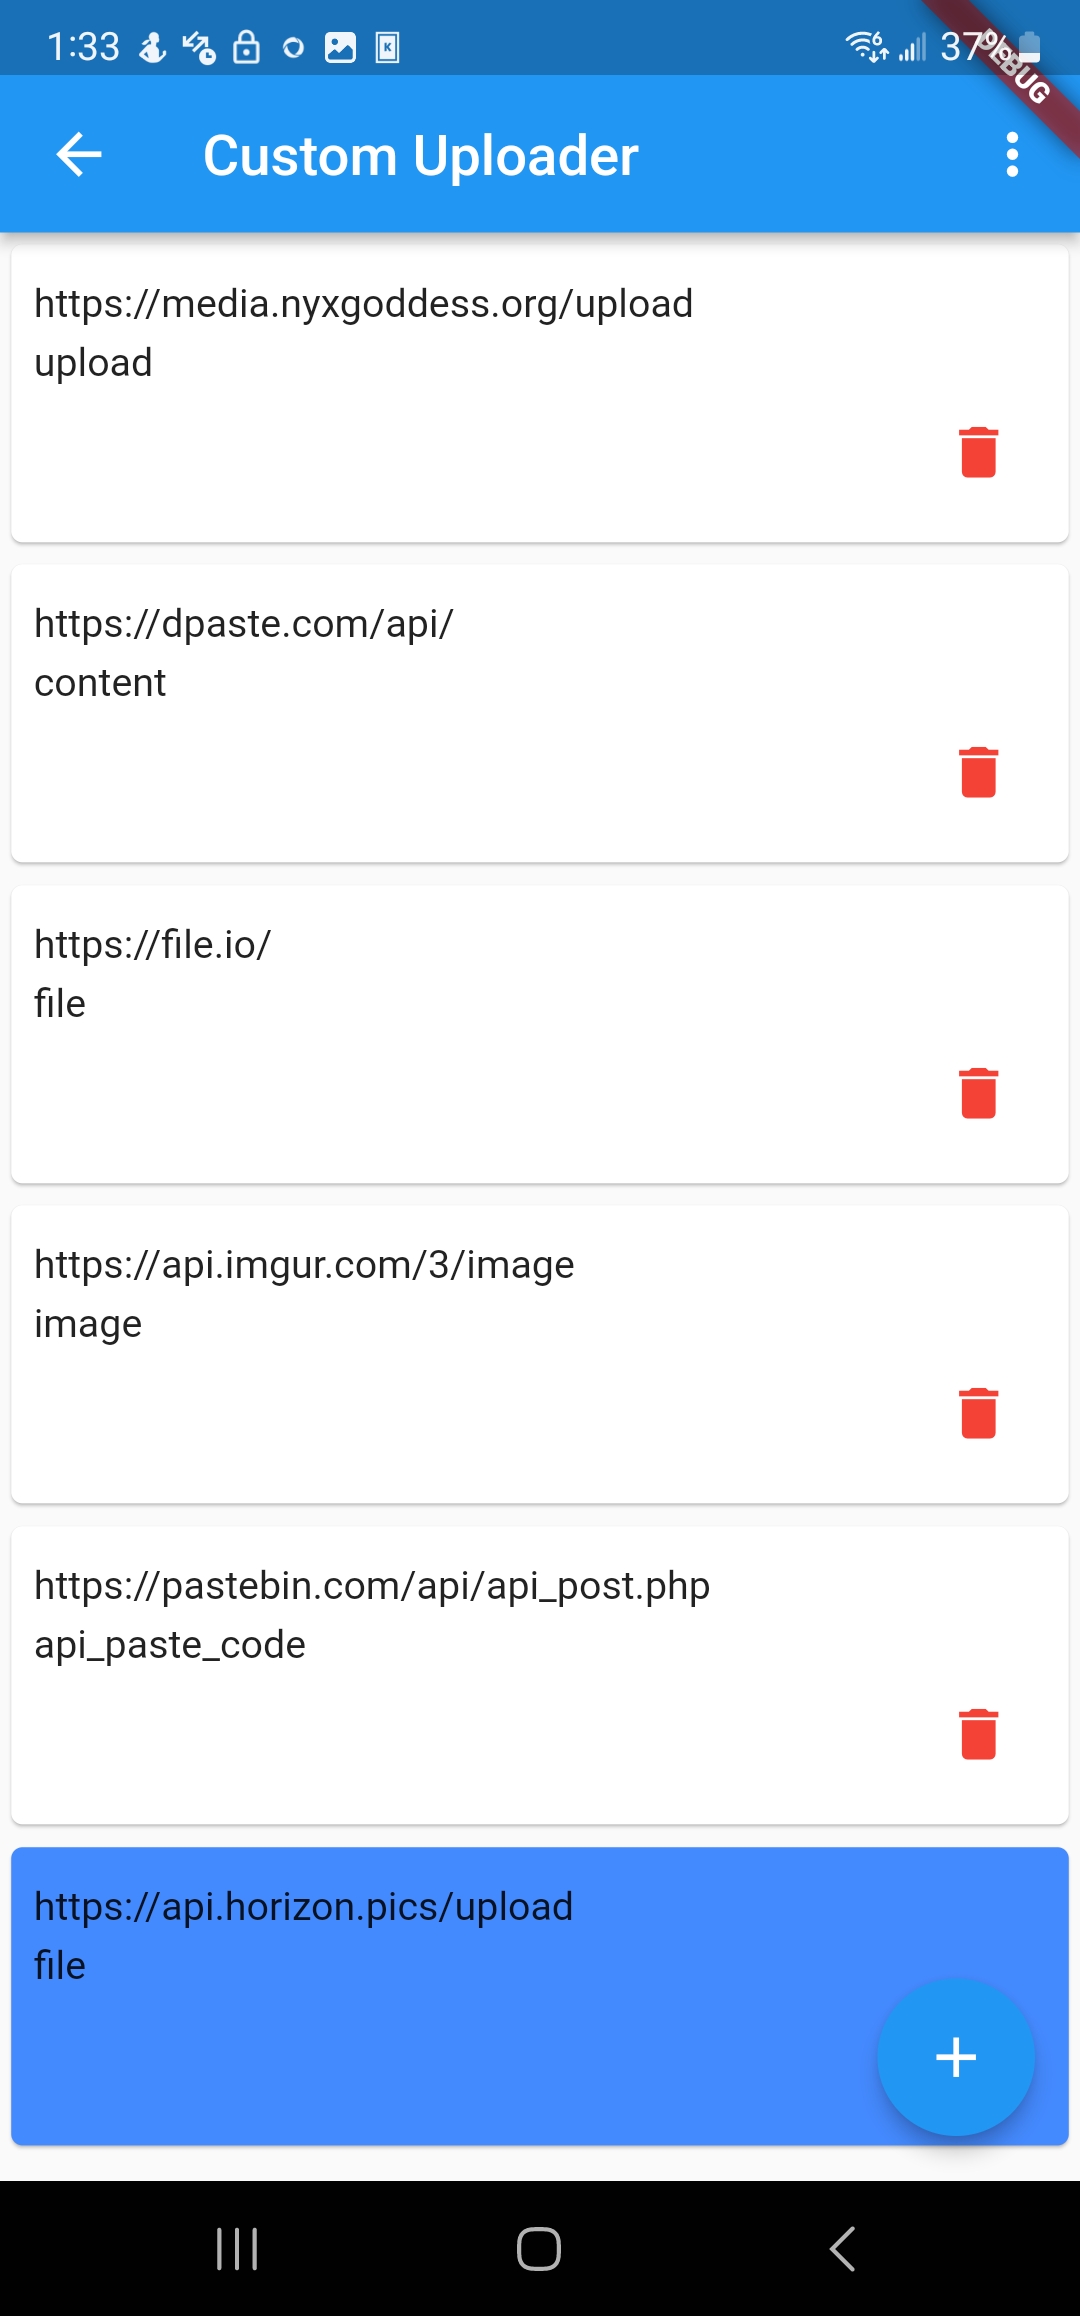 1:33
37%
DEBUG
Custom Uploader
https://media.nyxgoddess.org/upload
upload
https://dpaste.com/api/
content
https://file.io/
file
https://api.imgur.com/3/image
image
https://pastebin.com/api/api_post.php
api_paste_code
https://api.horizon.pics/upload
file